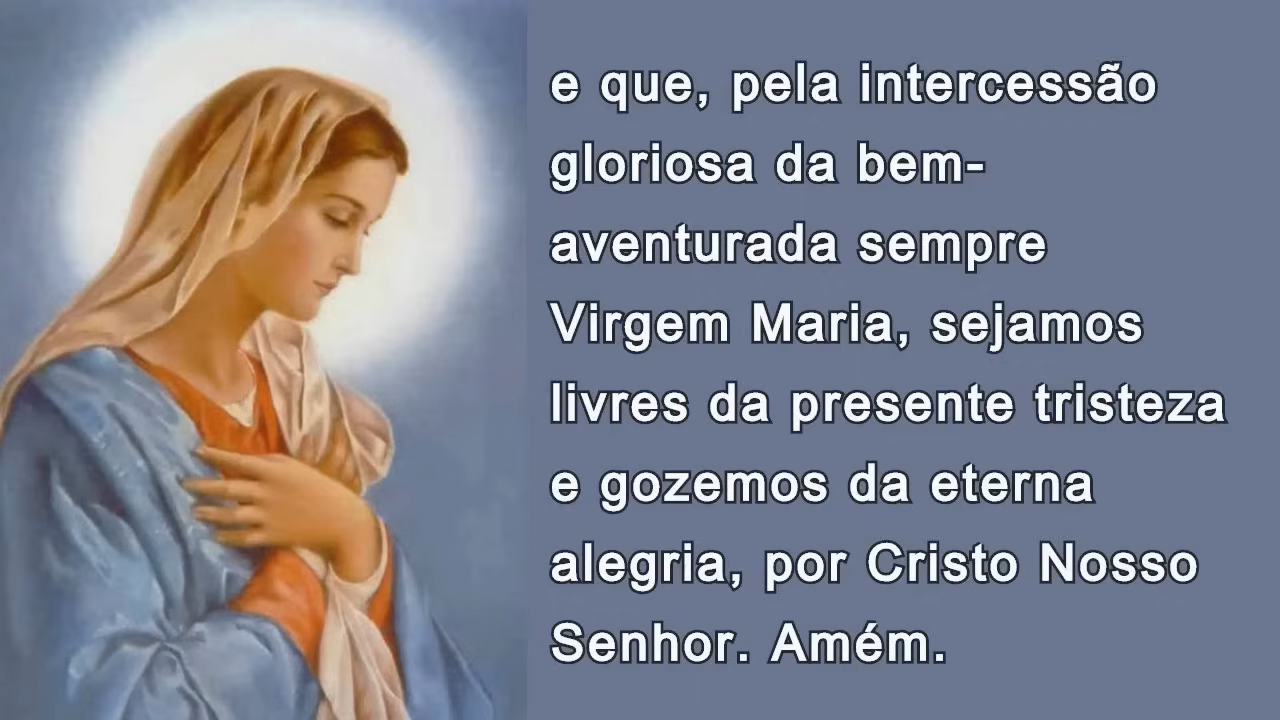 e que, pela intercessão
gloriosa da bem-
aventurada sempre
Virgem Maria, sejamos
livres da presente tristeza
e gozemos da eterna
alegria, por Cristo Nosso
Senhor. Amém.